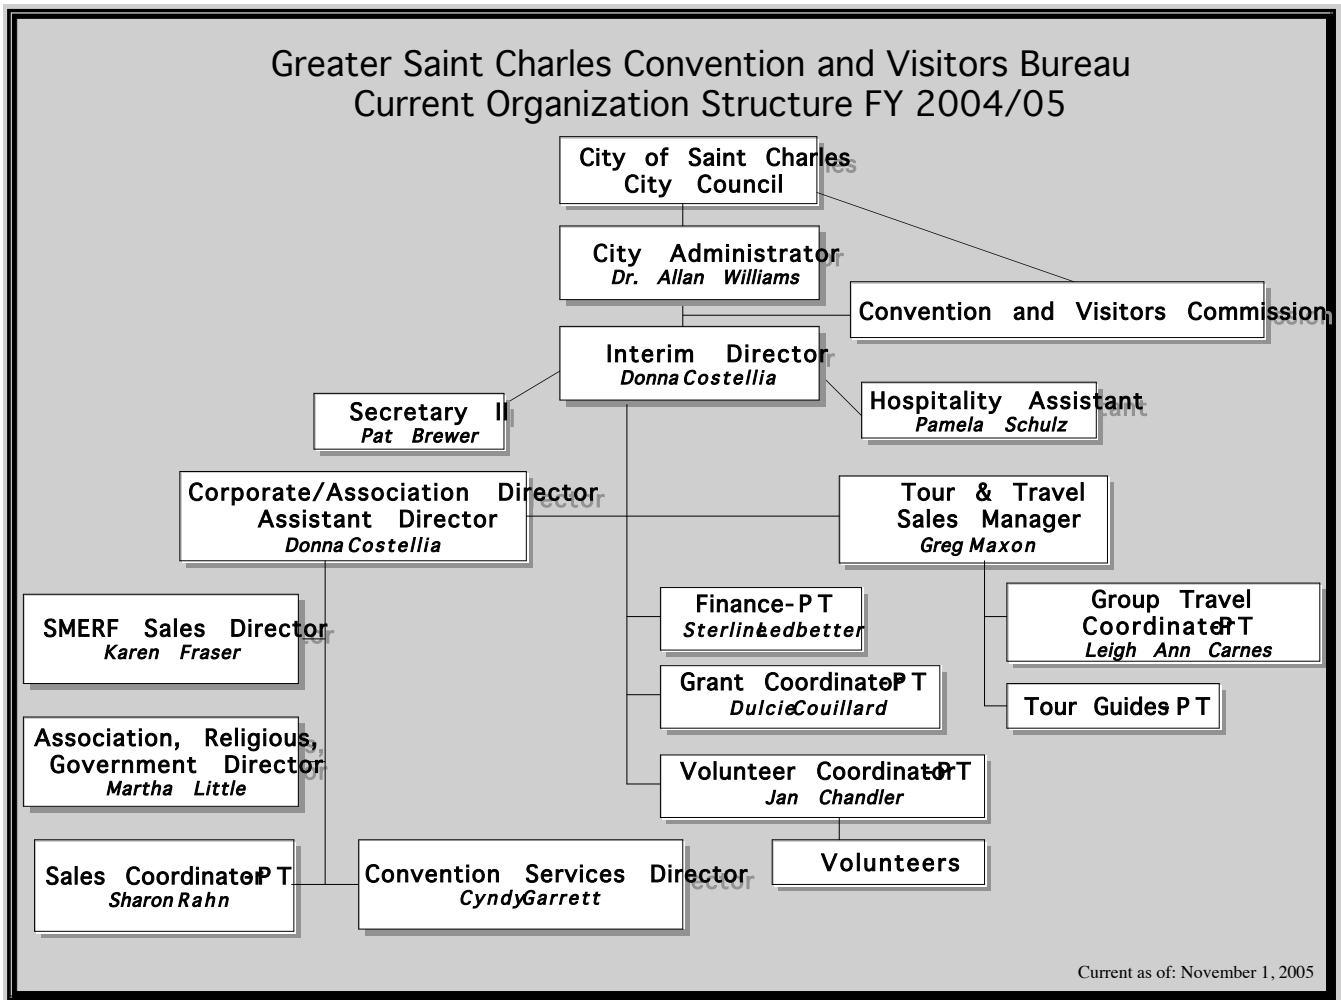 Greater Saint Charles Convention and Visitors Bureau
Current Organization Structure FY 2004/05
City of Saint Charles
City Council
City Administrator
Dr. Allan Williams
Convention and Visitors Commission
Interim Director
Donna Costellia
Secretary II
Pat Brewer
Hospitality Assistant
Pamela Schulz
Corporate/Association Director
Assistant Director
Donna Costellia
Tour & Travel
Sales Manager
Greg Maxon
SMERF Sales Director
Karen Fraser
Finance-PT
Sterline Ledbetter
Group Travel
Coordinator-PT
Leigh Ann Carnes
Grant Coordinator-PT
Dulcie Couillard
Tour Guides-PT
Association, Religious,
Government Director
Martha Little
Volunteer Coordinator-PT
Jan Chandler
Sales Coordinator-PT
Sharon Rahn
Convention Services Director
Cyndy Garrett
Volunteers
Current as of: November 1, 2005